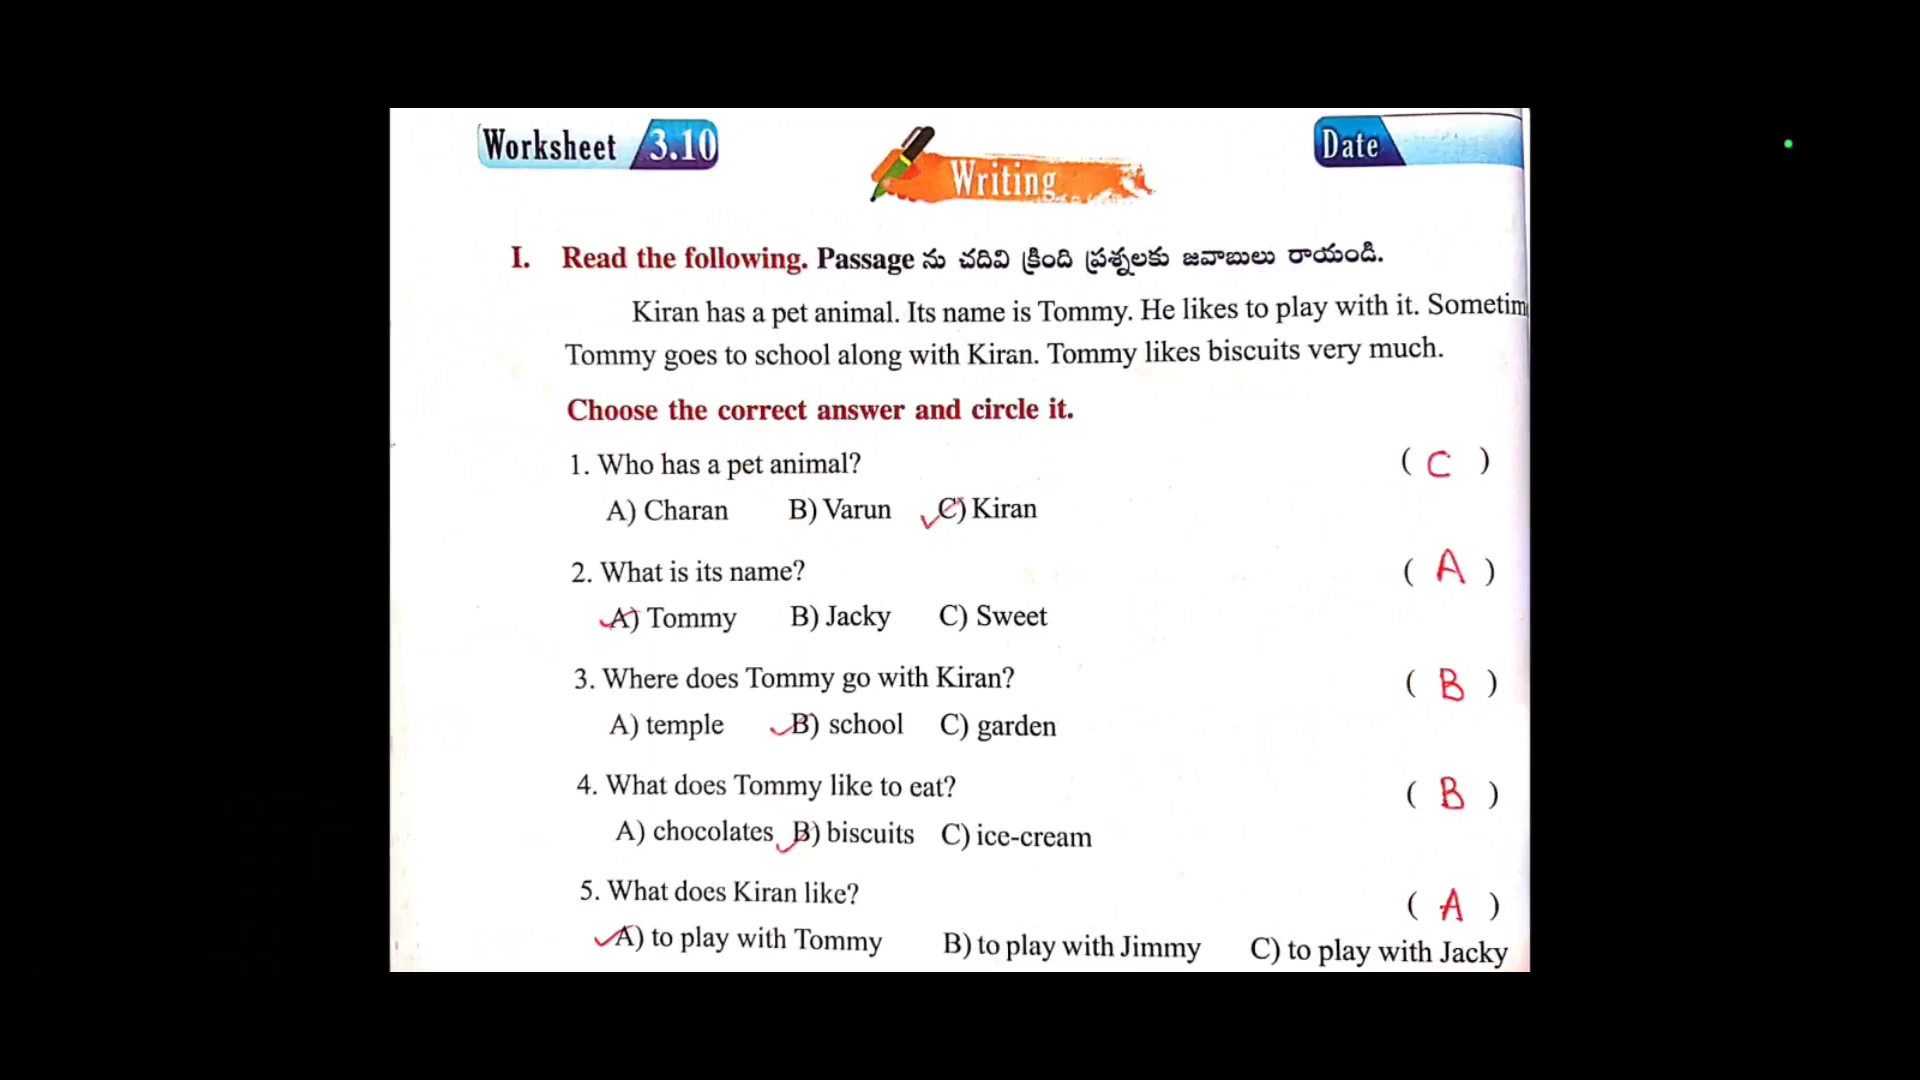 Worksheet 3.10
Writing
Date
I. Read the following. Passage ను చదివి క్రింది ప్రశ్నలకు జవాబులు రాయండి.
Kiran has a pet animal. Its name is Tommy. He likes to play with it. Sometim
Tommy goes to school along with Kiran. Tommy likes biscuits very much.
Choose the correct answer and circle it.
1. Who has a pet animal? ( C )
A) Charan B) Varun C) Kiran
2. What is its name? ( A )
A) Tommy B) Jacky C) Sweet
3. Where does Tommy go with Kiran? ( B )
A) temple B) school C) garden
4. What does Tommy like to eat? ( B )
A) chocolates B) biscuits C) ice-cream
5. What does Kiran like? ( A )
A) to play with Tommy B) to play with Jimmy C) to play with Jacky